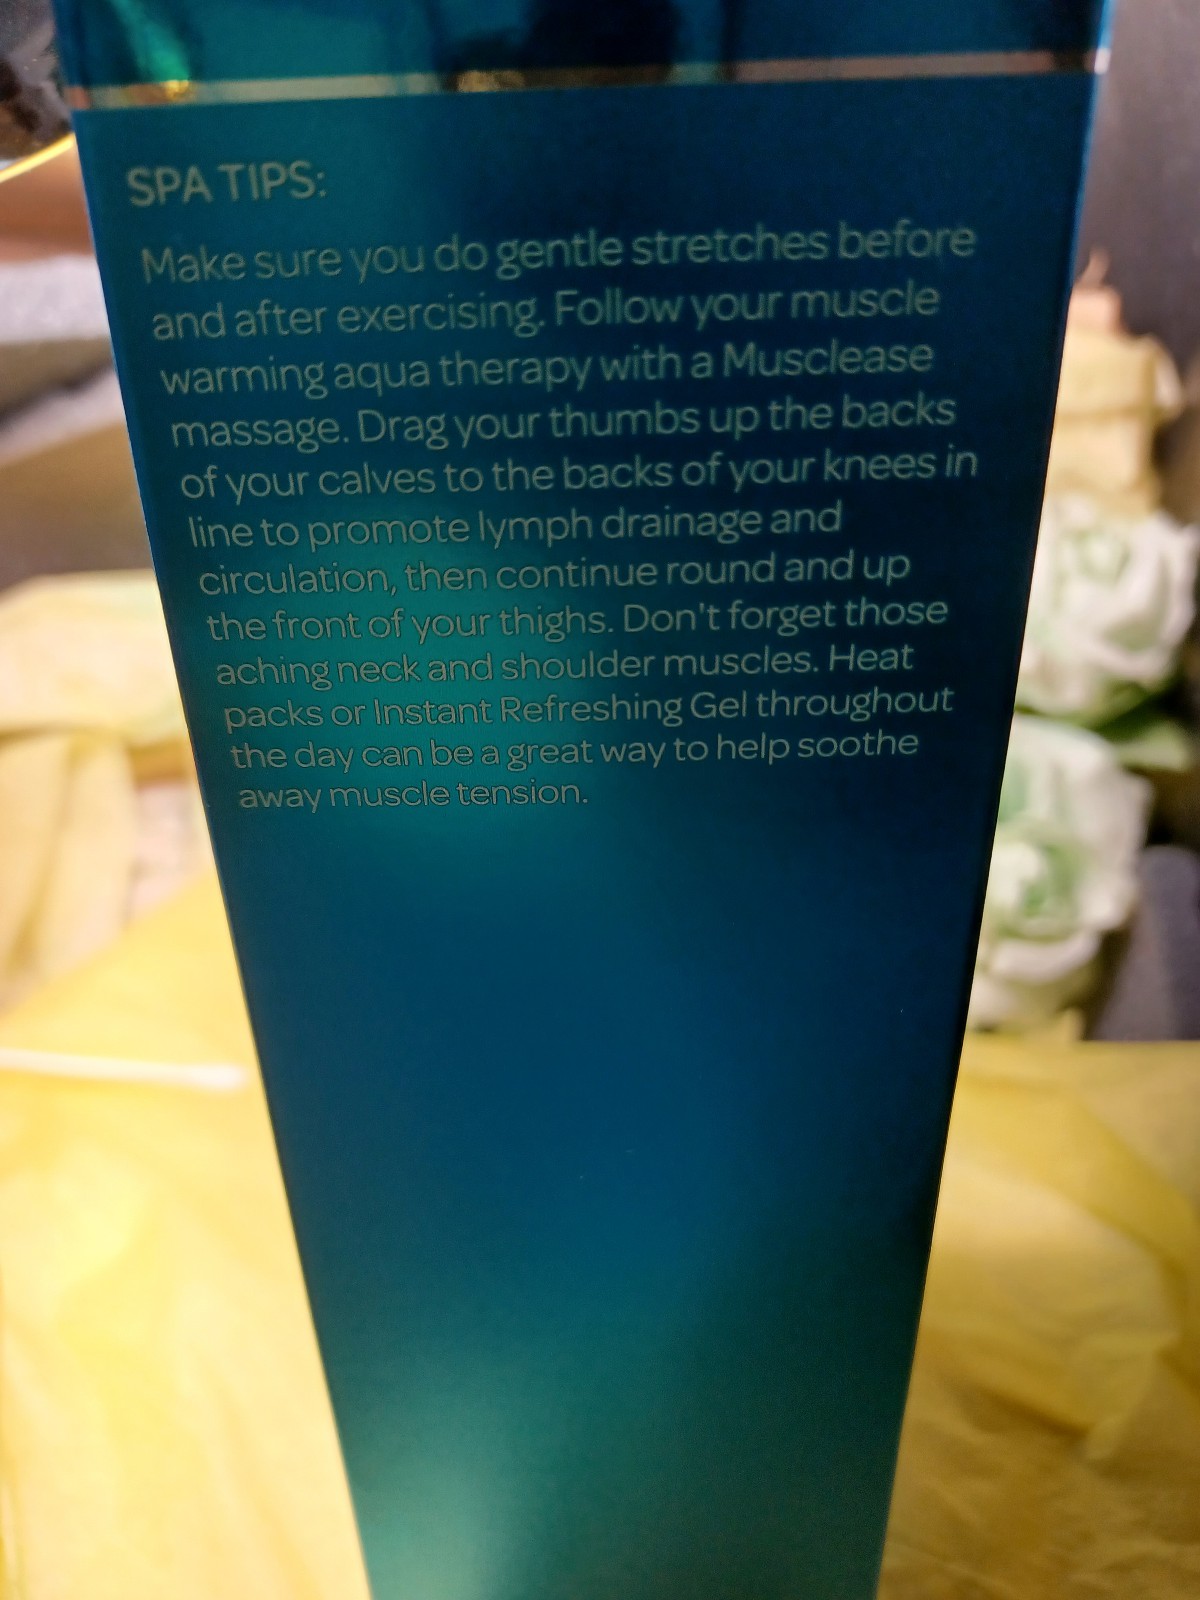 SPA TIPS:
Make sure you do gentle stretches before
and after exercising. Follow your muscle
warming aqua therapy with a Musclease
massage. Drag your thumbs up the backs
of your calves to the backs of your knees in
line to promote lymph drainage and
circulation, then continue round and up
the front of your thighs. Don't forget those
aching neck and shoulder muscles. Heat
packs or Instant Refreshing Gel throughout
the day can be a great way to help soothe
away muscle tension.